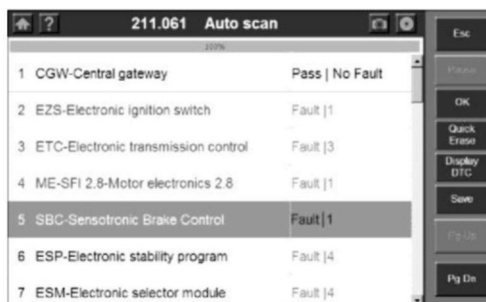 ?
211.061 Auto scan
100%
1 CGW-Central gateway Pass | No Fault
2 EZS-Electronic ignition switch Fault |1
3 ETC-Electronic transmission control Fault |3
4 ME-SFI 2.8-Motor electronics 2.8 Fault |1
5 SBC-Sensotronic Brake Control Fault|1
6 ESP-Electronic stability program Fault |4
7 ESM-Electronic selector module Fault |4
Esc
Pause
OK
Quick
Erase
Display
DTC
Save
Pg Up
Pg Dn